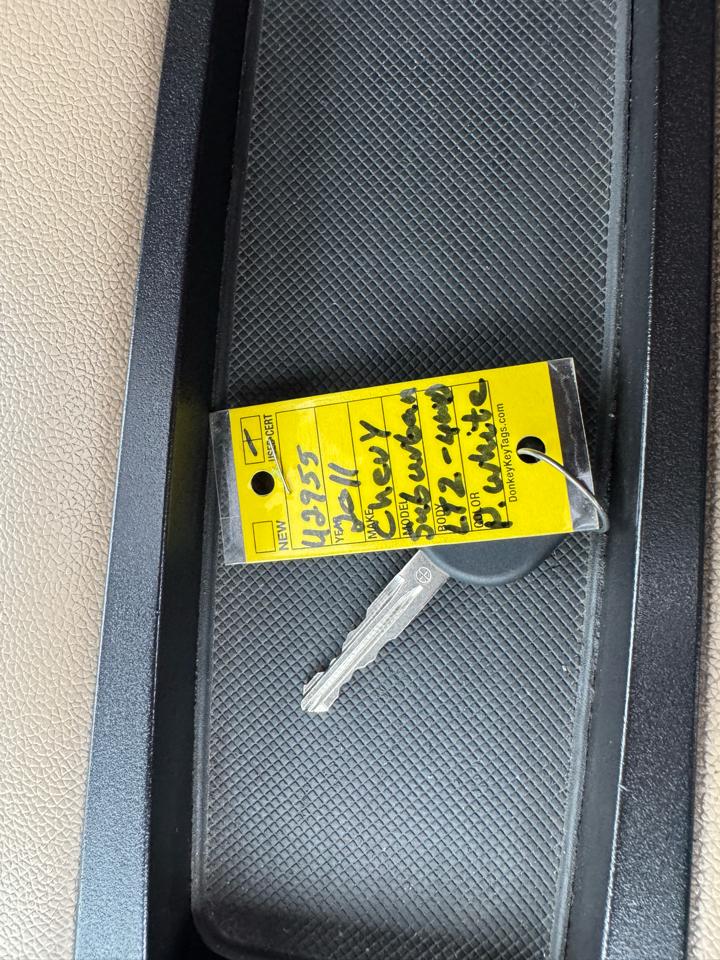 NEW USED-CERT
42955
YEAR 2011
MAKE Chevy
MODEL Suburban
BODY LT2-4WD
COLOR P. white
DonkeyKeyTags.com